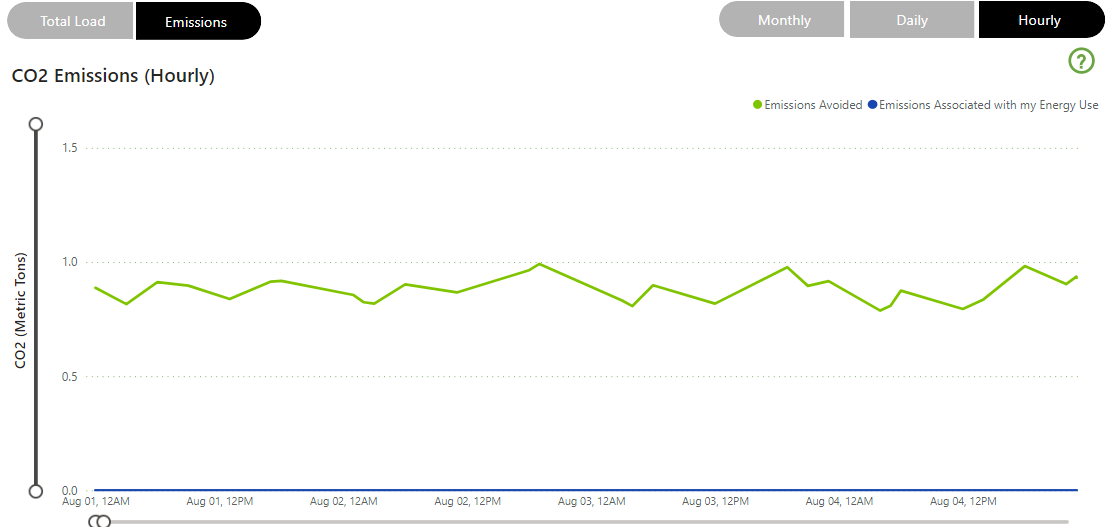 Total Load
Emissions
Monthly
Daily
Hourly
?
CO2 Emissions (Hourly)
Emissions Avoided
Emissions Associated with my Energy Use
CO2 (Metric Tons)
1.5
1.0
0.5
0.0
Aug 01, 12AM
Aug 01, 12PM
Aug 02, 12AM
Aug 02, 12PM
Aug 03, 12AM
Aug 03, 12PM
Aug 04, 12AM
Aug 04, 12PM